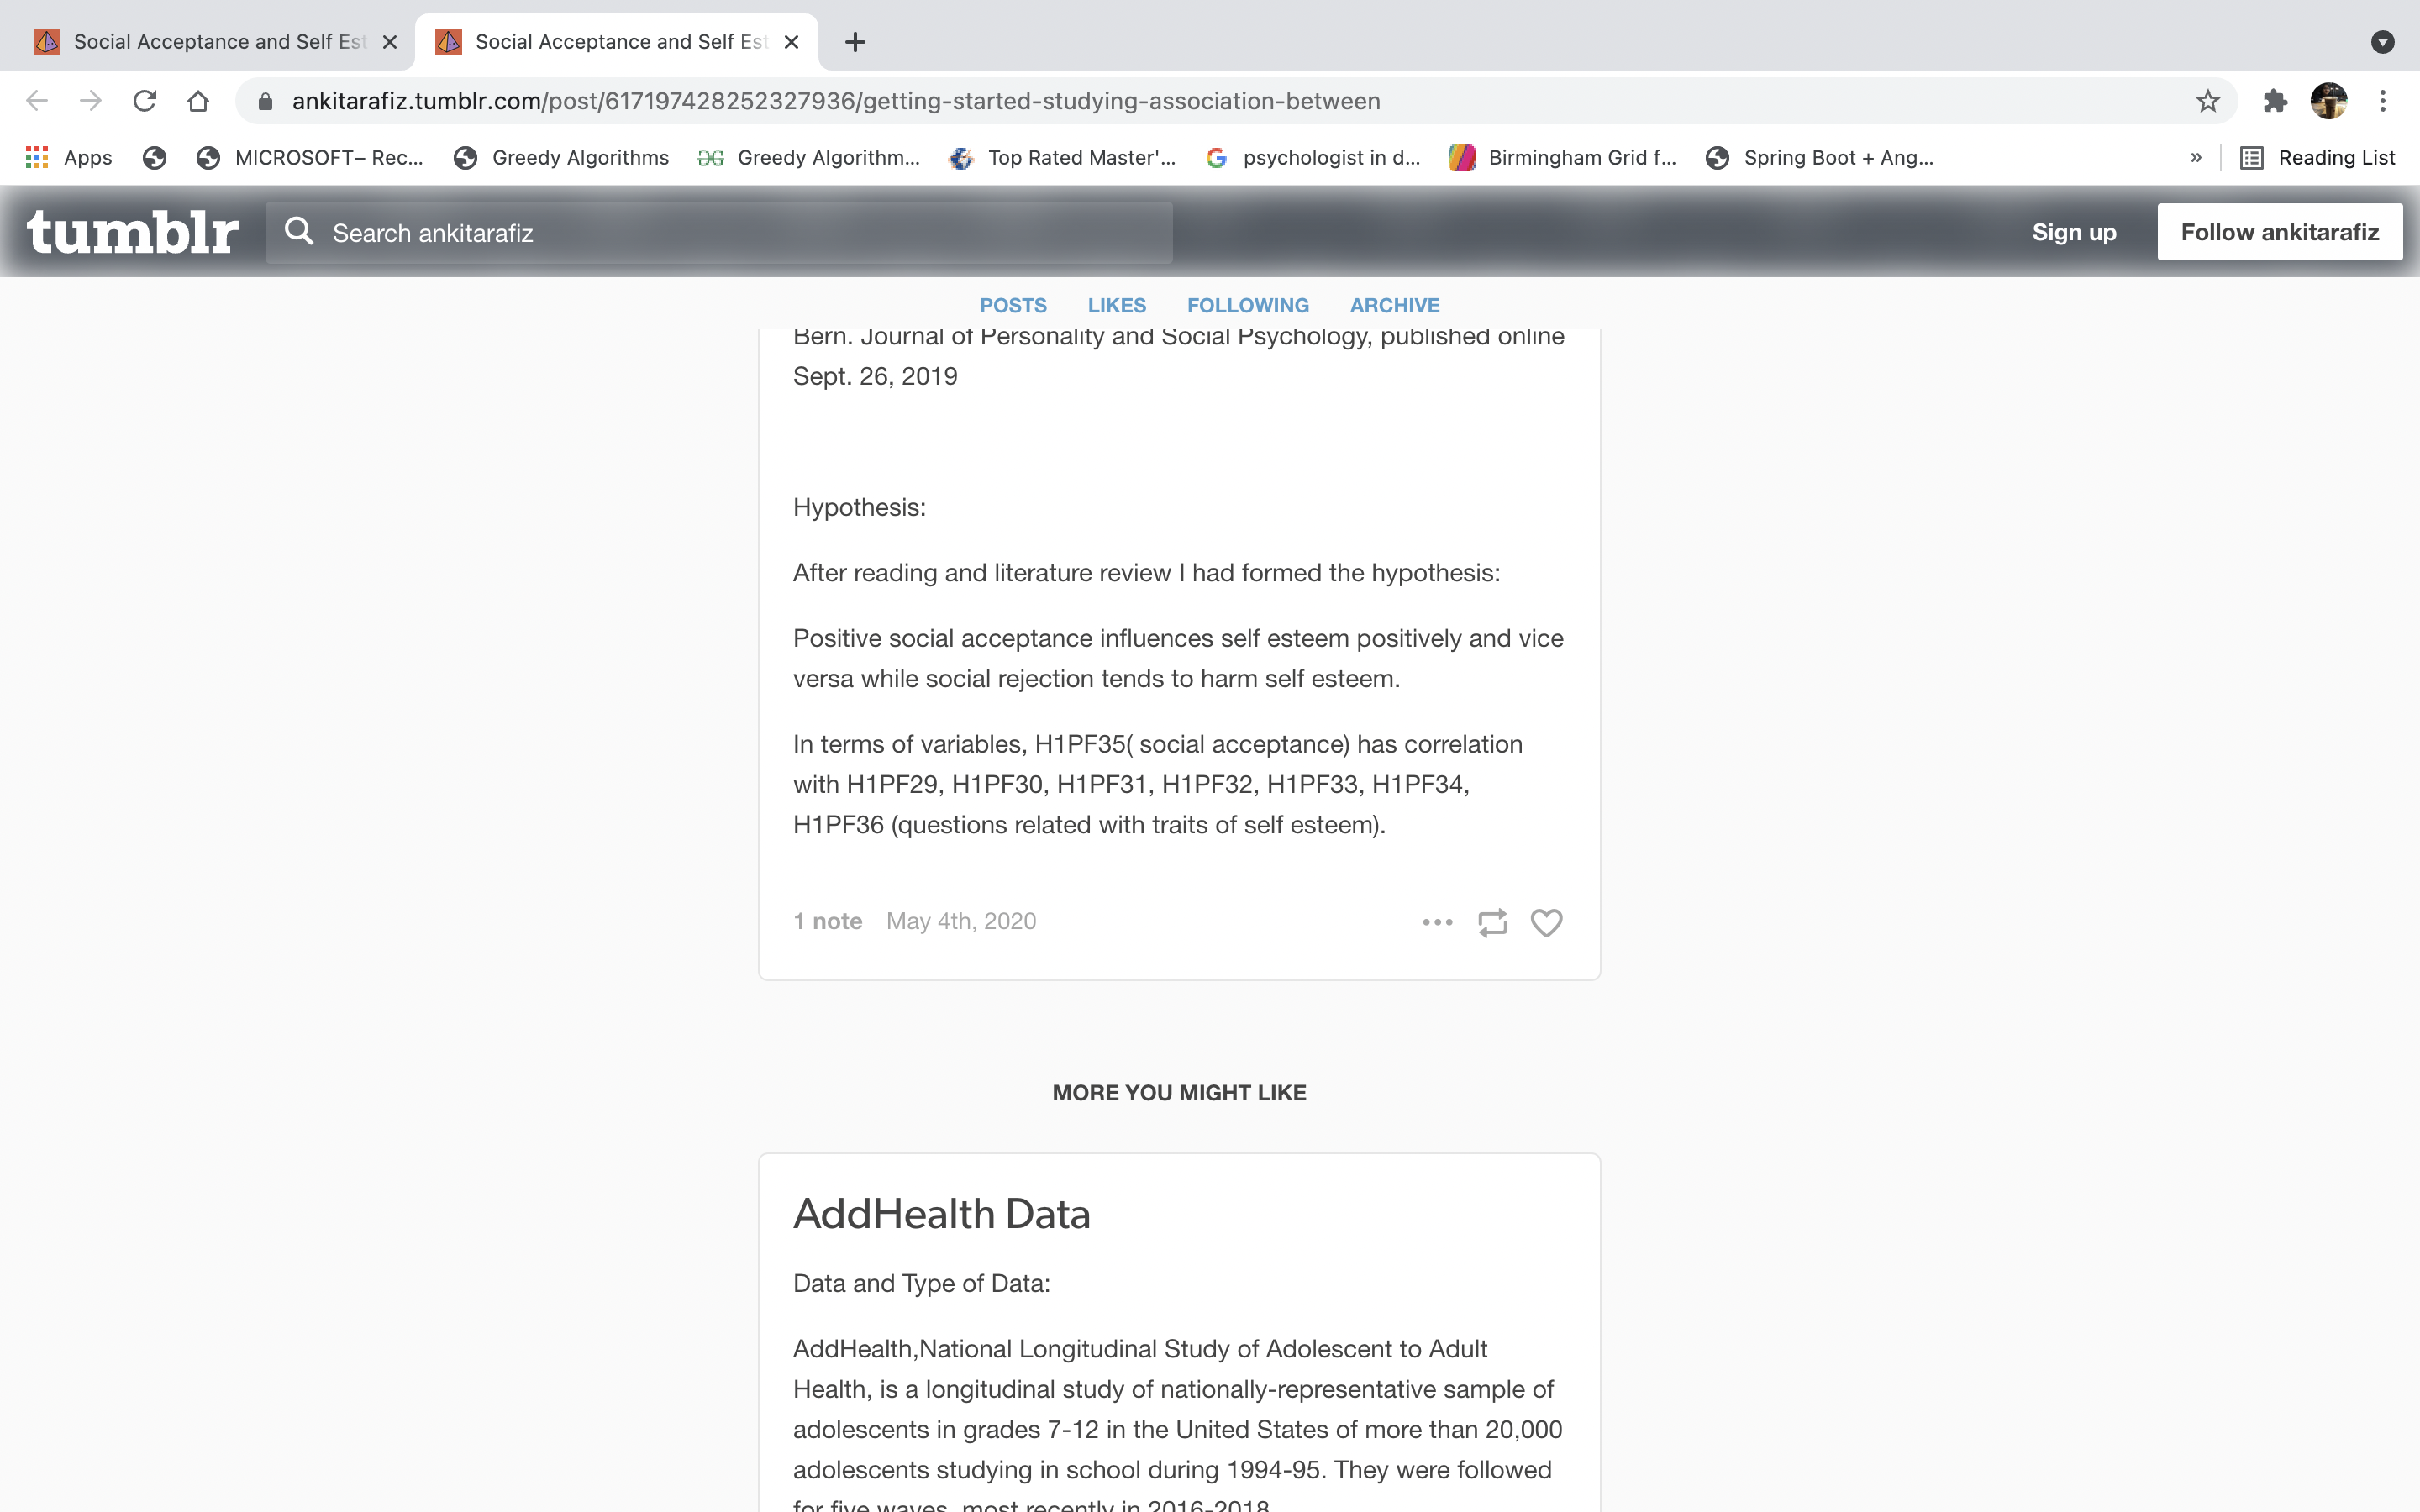 Social Acceptance and Self Est
Social Acceptance and Self Est
ankitarafiz.tumblr.com/post/617197428252327936/getting-started-studying-association-between
Apps MICROSOFT– Rec... Greedy Algorithms Greedy Algorithm... Top Rated Master'... psychologist in d... Birmingham Grid f... Spring Boot + Ang... » Reading List
tumblr Search ankitarafiz Sign up Follow ankitarafiz
POSTS LIKES FOLLOWING ARCHIVE
Bern. Journal of Personality and Social Psychology, published online
Sept. 26, 2019
Hypothesis:
After reading and literature review I had formed the hypothesis:
Positive social acceptance influences self esteem positively and vice
versa while social rejection tends to harm self esteem.
In terms of variables, H1PF35( social acceptance) has correlation
with H1PF29, H1PF30, H1PF31, H1PF32, H1PF33, H1PF34,
H1PF36 (questions related with traits of self esteem).
1 note May 4th, 2020
MORE YOU MIGHT LIKE
AddHealth Data
Data and Type of Data:
AddHealth,National Longitudinal Study of Adolescent to Adult
Health, is a longitudinal study of nationally-representative sample of
adolescents in grades 7-12 in the United States of more than 20,000
adolescents studying in school during 1994-95. They were followed
for five waves, most recently in 2016-2018